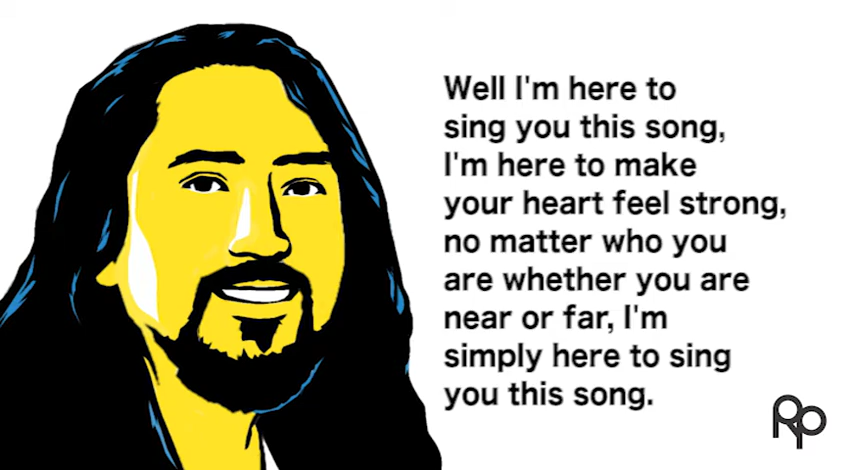 Well I'm here to
sing you this song,
I'm here to make
your heart feel strong,
no matter who you
are whether you are
near or far, I'm
simply here to sing
you this song.
RP